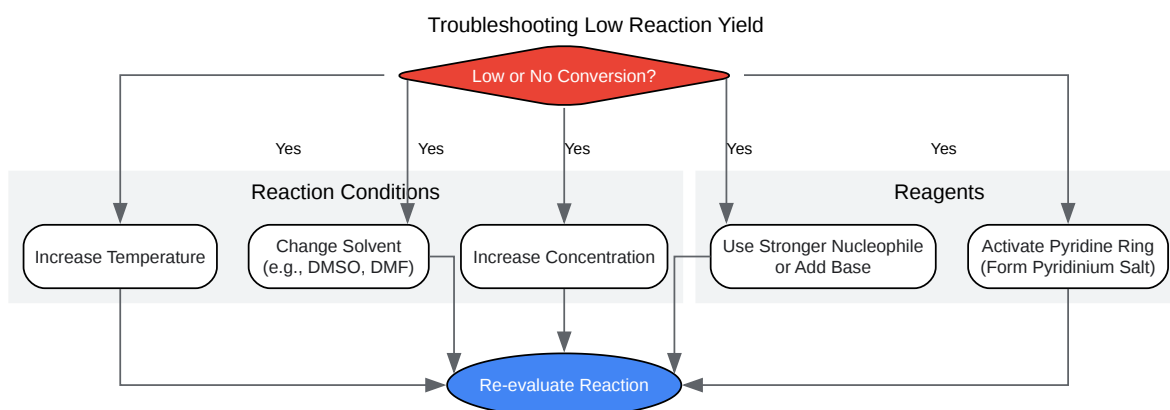 Troubleshooting Low Reaction Yield
Low or No Conversion?
Yes
Yes
Yes
Yes
Yes
Reaction Conditions
Reagents
Increase Temperature
Change Solvent
(e.g., DMSO, DMF)
Increase Concentration
Use Stronger Nucleophile
or Add Base
Activate Pyridine Ring
(Form Pyridinium Salt)
Re-evaluate Reaction